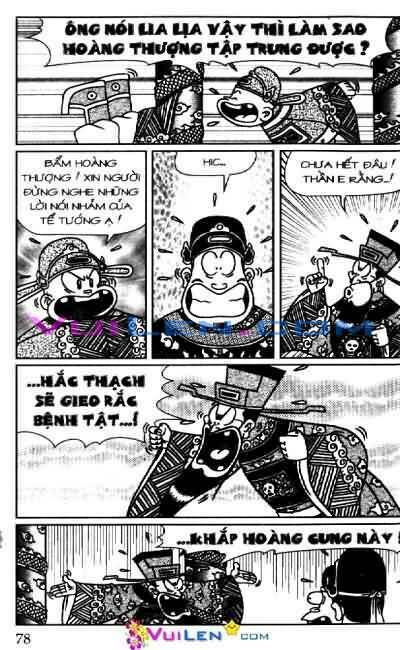 ÔNG NÓI LIA LỊA VẬY THÌ LÀM SAO
HOÀNG THƯỢNG TẬP TRUNG ĐƯỢC ?
BẨM HOÀNG
THƯỢNG ! XIN NGƯỜI
ĐỪNG NGHE NHỮNG
LỜI NÓI NHẢM CỦA
TỂ TƯỚNG Ạ !
HIC...
CHƯA HẾT ĐÂU !
THẦN E RẰNG...!
VUILEN.COM
...HẮC THẠCH
SẼ GIEO RẮC
BỆNH TẬT...!
...KHẮP HOÀNG CUNG NÀY !
78
VUILEN.COM